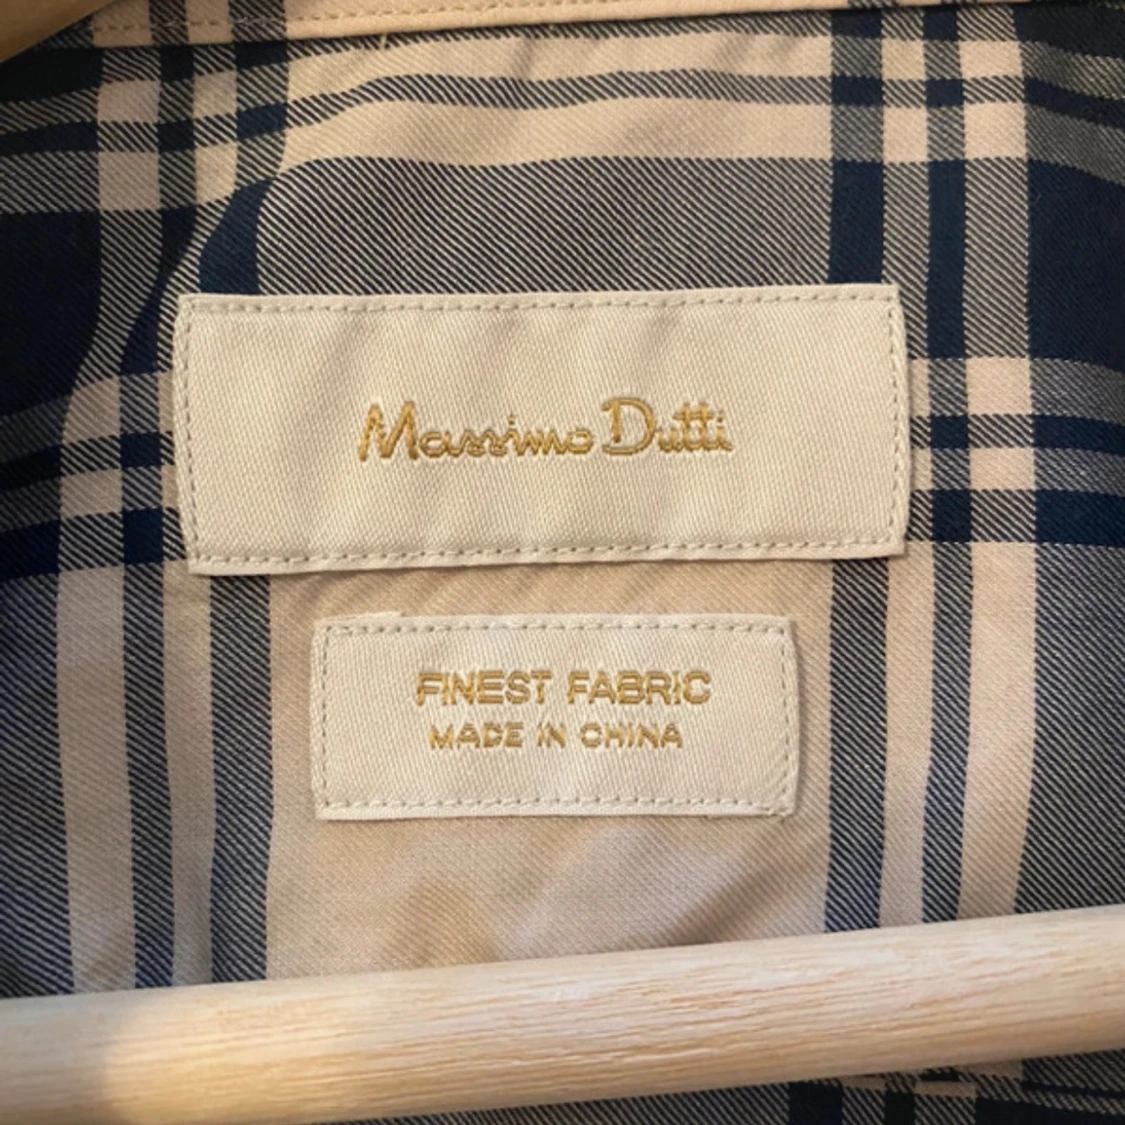 Massimo Dutti
FINEST FABRIC
MADE IN CHINA